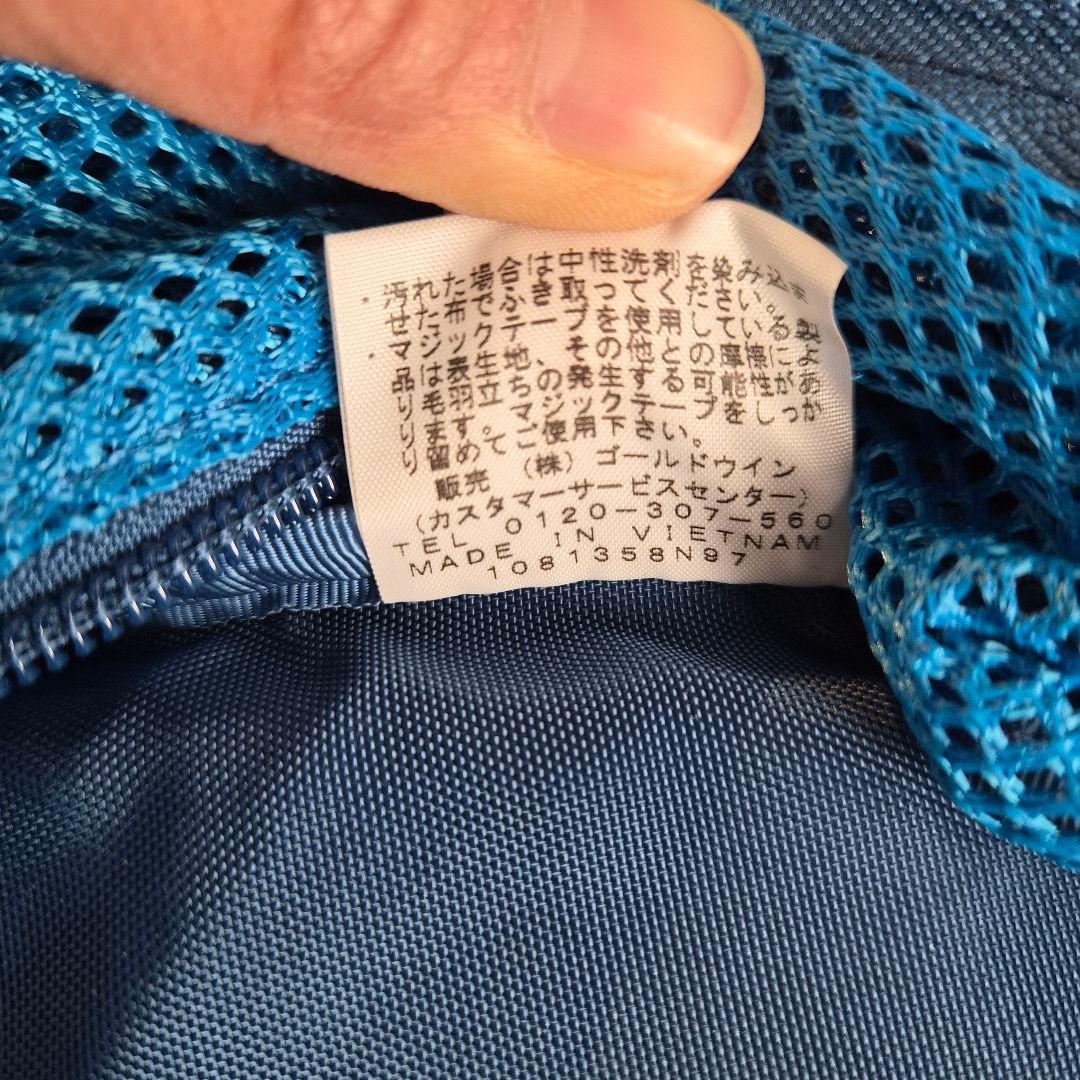 ・汚れた場合は中性洗剤を染み込ま
せた布でふき取ってください。
・マジックテープを使用している製
品は表生地、その他との摩擦によ
り毛羽立ちの発生する可能性があ
ります。マジックテープをしっか
り留めてご使用下さい。
販売 (株) ゴールドウイン
(カスタマーサービスセンター)
TEL 0120-307-560
MADE IN VIETNAM
1081358N97